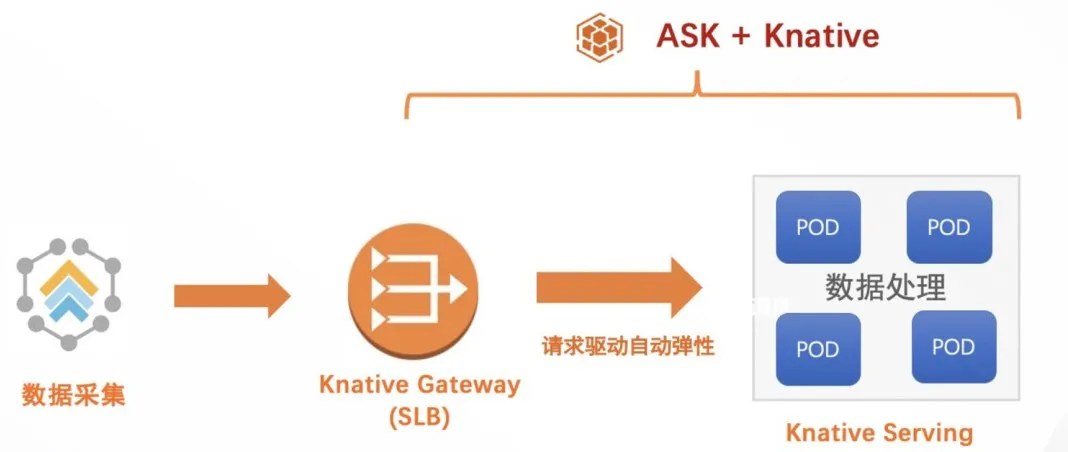 ASK + Knative
数据采集
Knative Gateway
(SLB)
请求驱动自动弹性
POD
POD
数据处理
POD
POD
Knative Serving